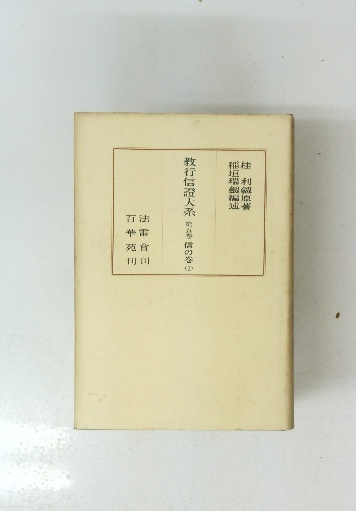 桂利劔原著
稲垣瑞劔編述
教行信證大系 第五巻 信の巻 (2)
法雷會刊
百華苑刊